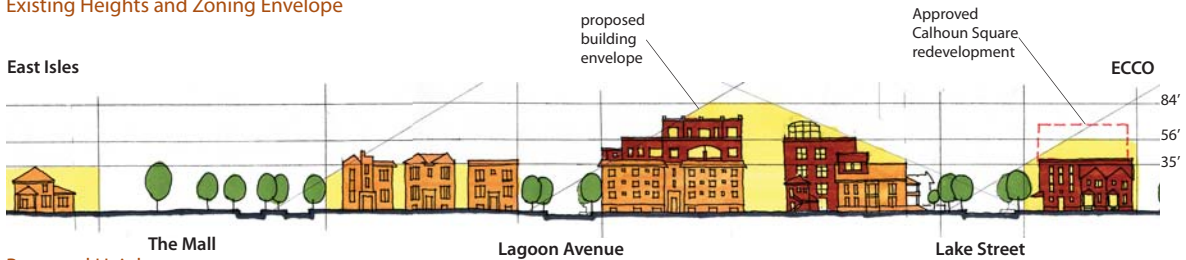 Existing Heights and Zoning Envelope
proposed
building
envelope
Approved
Calhoun Square
redevelopment
East Isles
ECCO
84'
56'
35'
The Mall
Lagoon Avenue
Lake Street